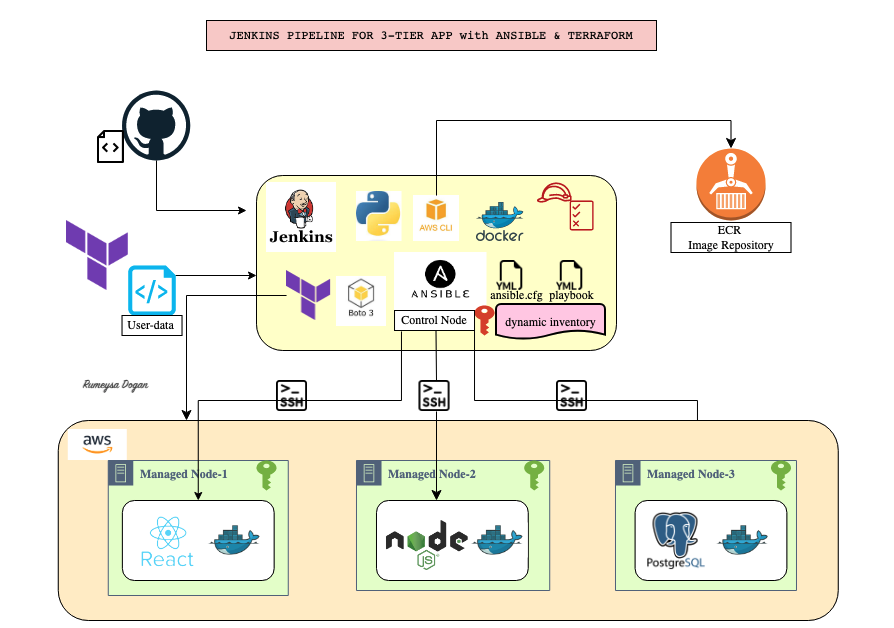 JENKINS PIPELINE FOR 3-TIER APP with ANSIBLE & TERRAFORM
ECR
Image Repository
Jenkins
AWS CLI
docker
User-data
Boto 3
ANSIBLE
Control Node
YML
ansible.cfg
YML
playbook
dynamic inventory
Rumeysa Dogan
>_
SSH
>_
SSH
>_
SSH
aws
Managed Node-1
Managed Node-2
Managed Node-3
React
node
JS
PostgreSQL